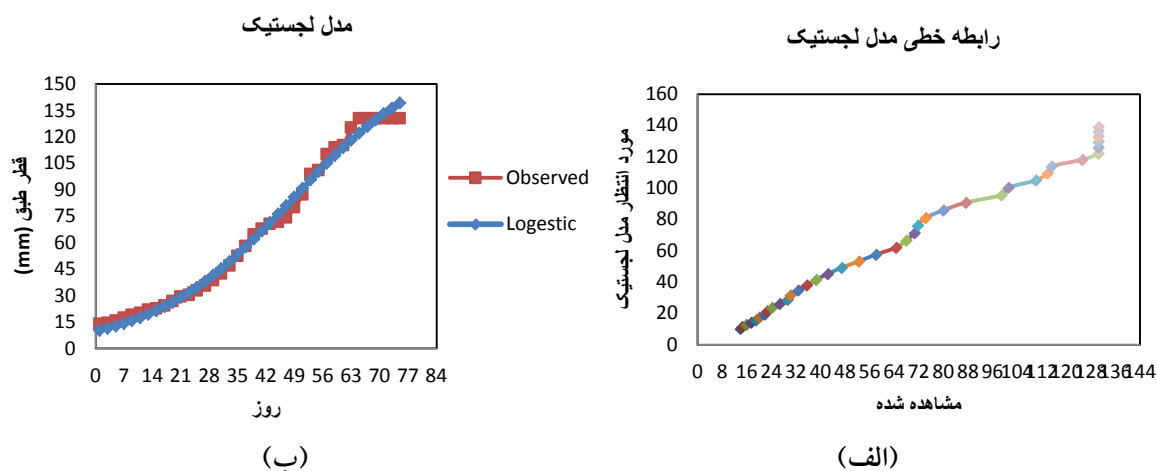 مدل لجستیک
150
135
120
105
90
75
60
45
30
15
0
قطر طبق (mm)
0 7 14 21 28 35 42 49 56 63 70 77 84
روز
Observed
Logestic
(ب)
رابطه خطی مدل لجستیک
160
140
120
100
80
60
40
20
0
مورد انتظار مدل لجستیک
0 8 16 24 32 40 48 56 64 72 80 88 96 104 112 120 128 136 144
مشاهده شده
(الف)